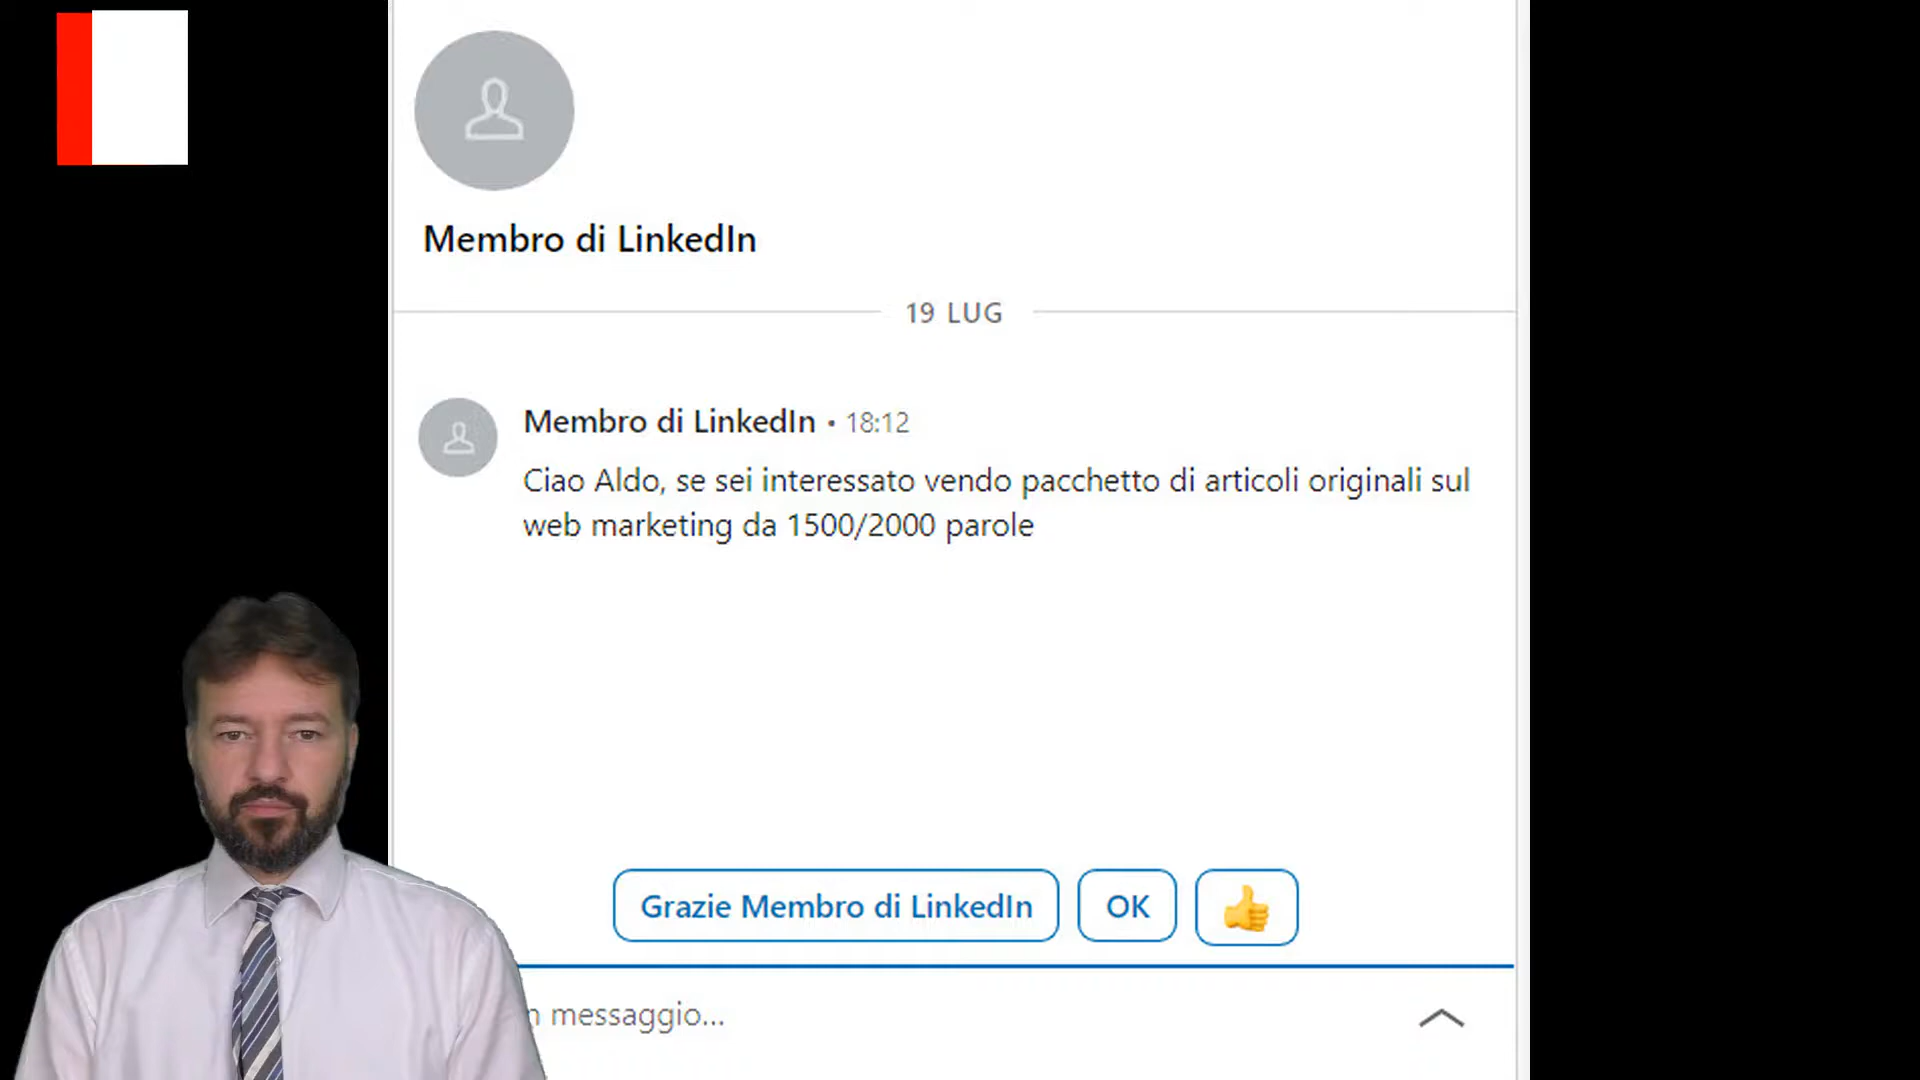 Membro di LinkedIn
19 LUG
Membro di LinkedIn • 18:12
Ciao Aldo, se sei interessato vendo pacchetto di articoli originali sul
web marketing da 1500/2000 parole
Grazie Membro di LinkedIn
OK
messaggio...